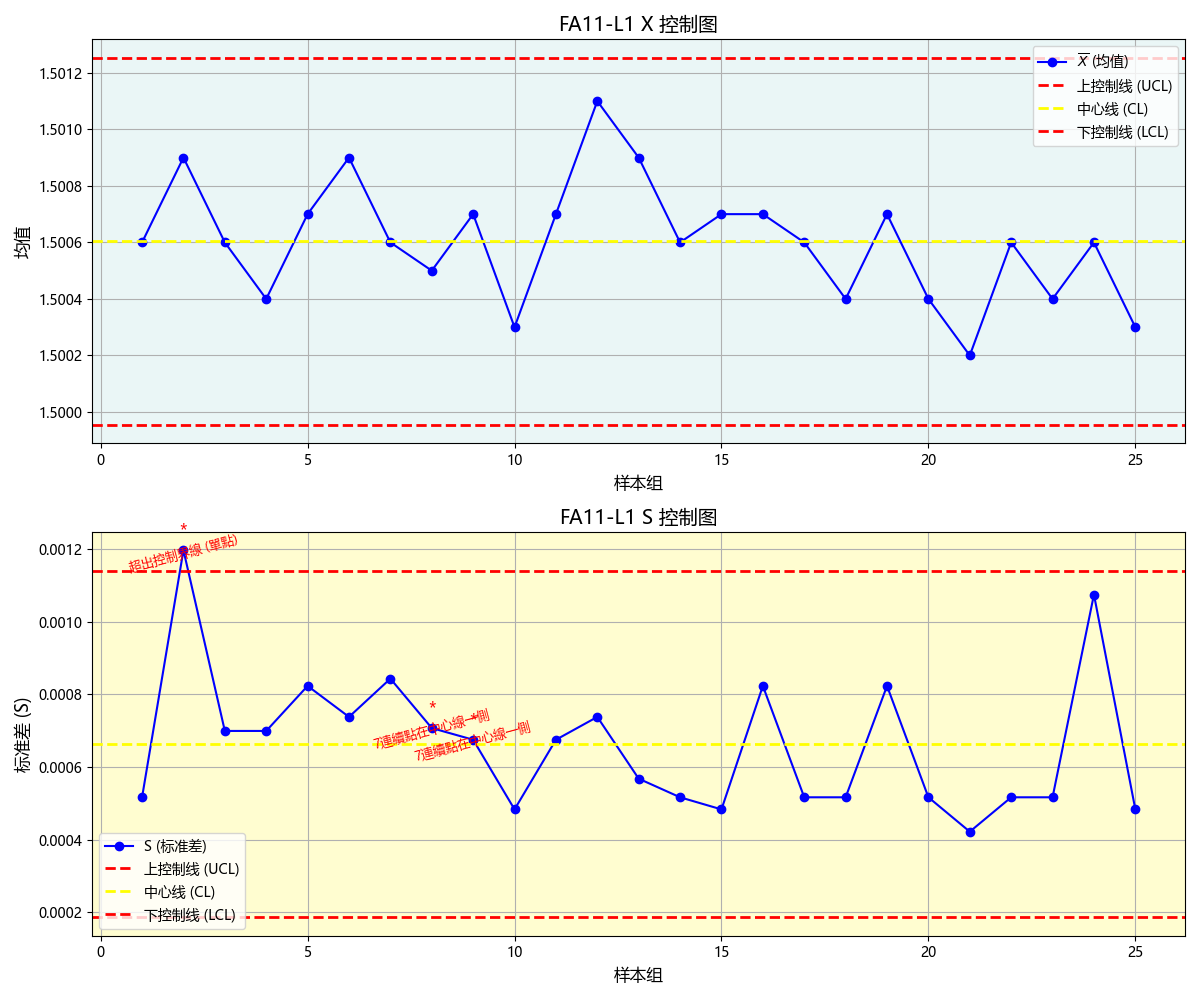 FA11-L1 X 控制图
均值
1.5012
1.5010
1.5008
1.5006
1.5004
1.5002
1.5000
X (均值)
上控制线 (UCL)
中心线 (CL)
下控制线 (LCL)
0 5 10 15 20 25
样本组
FA11-L1 S 控制图
标准差 (S)
0.0012
0.0010
0.0008
0.0006
0.0004
0.0002
*
超出控制界線 (單點)
*
7連續點在中心线一側
*
7連續點在中心線一側
S (标准差)
上控制线 (UCL)
中心线 (CL)
下控制线 (LCL)
0 5 10 15 20 25
样本组